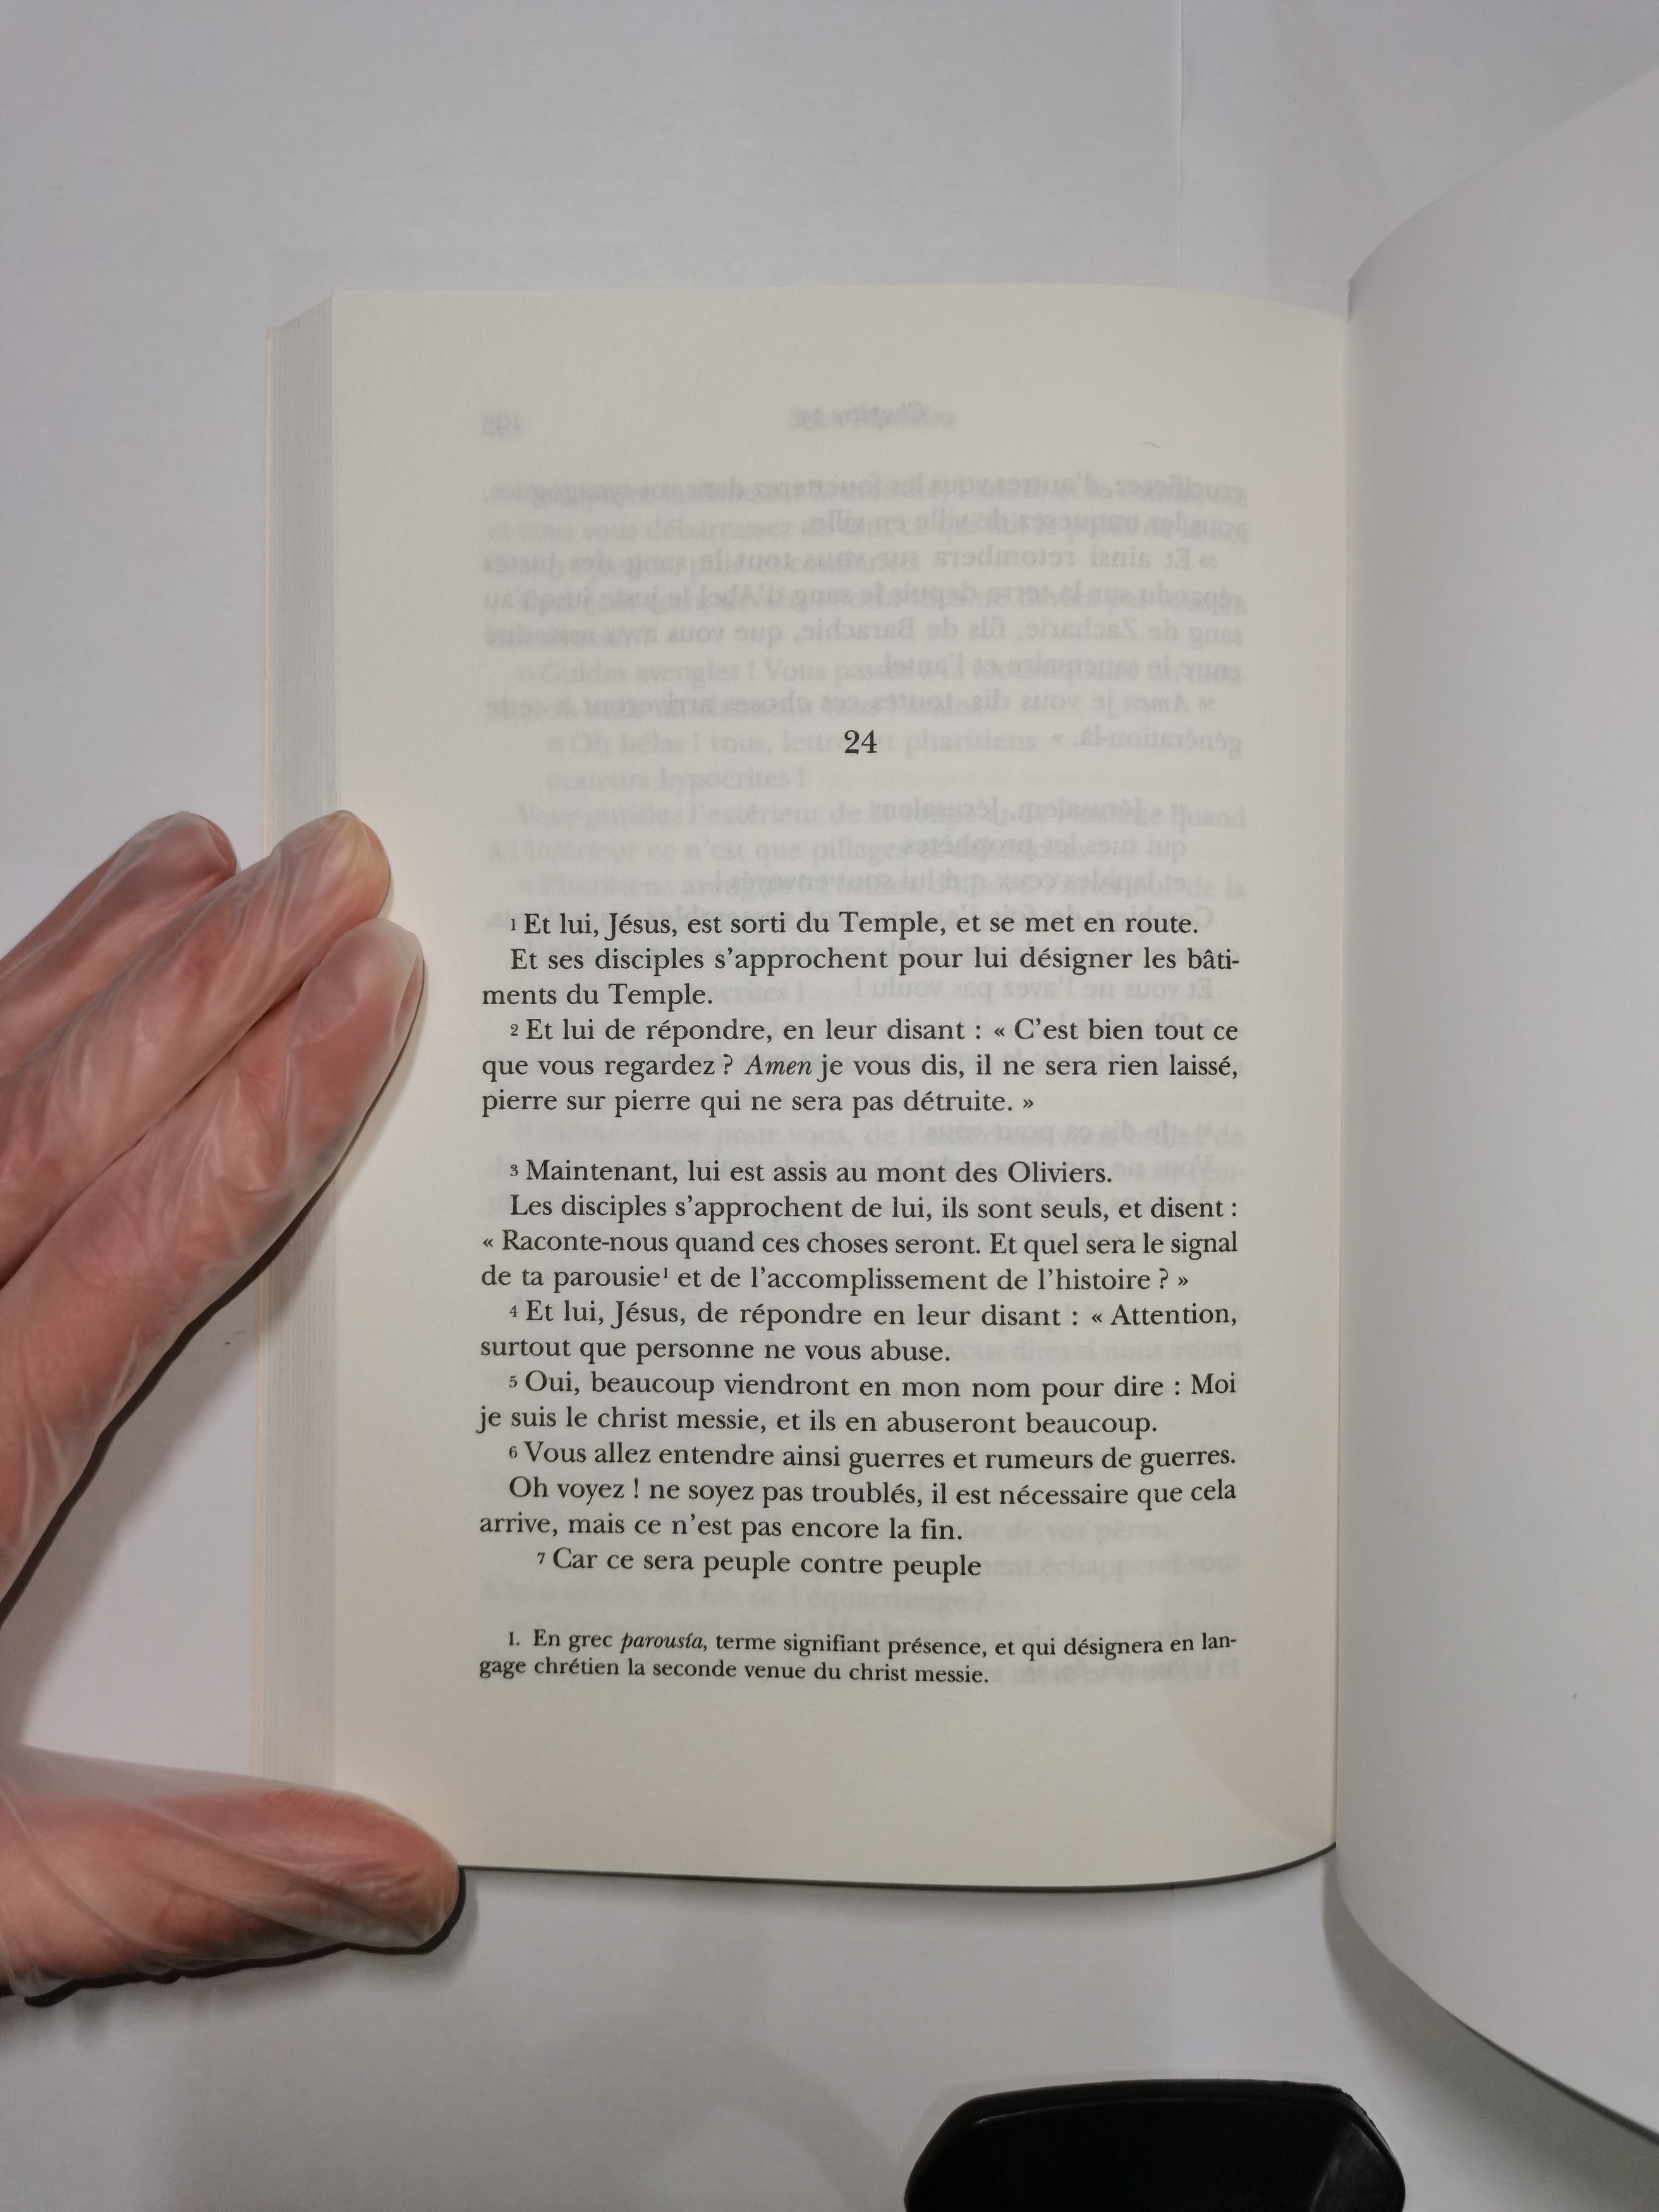 24
1 Et lui, Jésus, est sorti du Temple, et se met en route.
Et ses disciples s'approchent pour lui désigner les bâti-
ments du Temple.
2 Et lui de répondre, en leur disant : « C'est bien tout ce
que vous regardez ? Amen je vous dis, il ne sera rien laissé,
pierre sur pierre qui ne sera pas détruite. »
3 Maintenant, lui est assis au mont des Oliviers.
Les disciples s'approchent de lui, ils sont seuls, et disent :
« Raconte-nous quand ces choses seront. Et quel sera le signal
de ta parousie¹ et de l'accomplissement de l'histoire ? »
4 Et lui, Jésus, de répondre en leur disant : « Attention,
surtout que personne ne vous abuse.
5 Oui, beaucoup viendront en mon nom pour dire : Moi
je suis le christ messie, et ils en abuseront beaucoup.
6 Vous allez entendre ainsi guerres et rumeurs de guerres.
Oh voyez ! ne soyez pas troublés, il est nécessaire que cela
arrive, mais ce n'est pas encore la fin.
7 Car ce sera peuple contre peuple
1. En grec parousía, terme signifiant présence, et qui désignera en lan-
gage chrétien la seconde venue du christ messie.